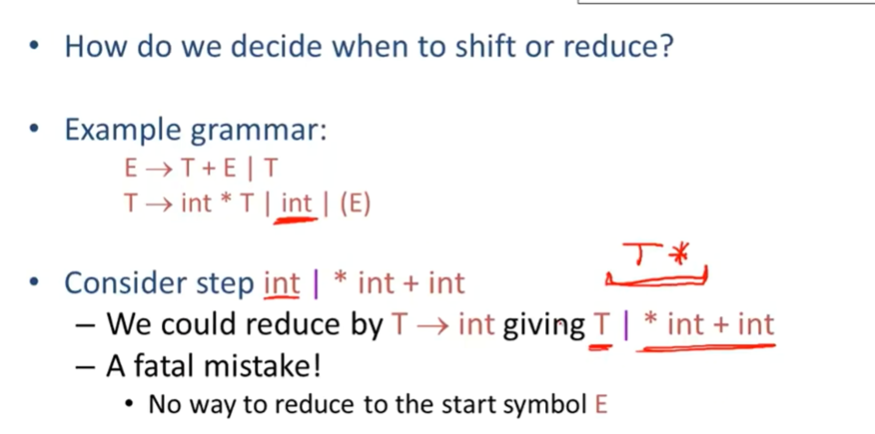 • How do we decide when to shift or reduce?
• Example grammar:
E → T + E | T
T → int * T | int | (E)
T *
• Consider step int | * int + int
– We could reduce by T → int giving T | * int + int
– A fatal mistake!
• No way to reduce to the start symbol E